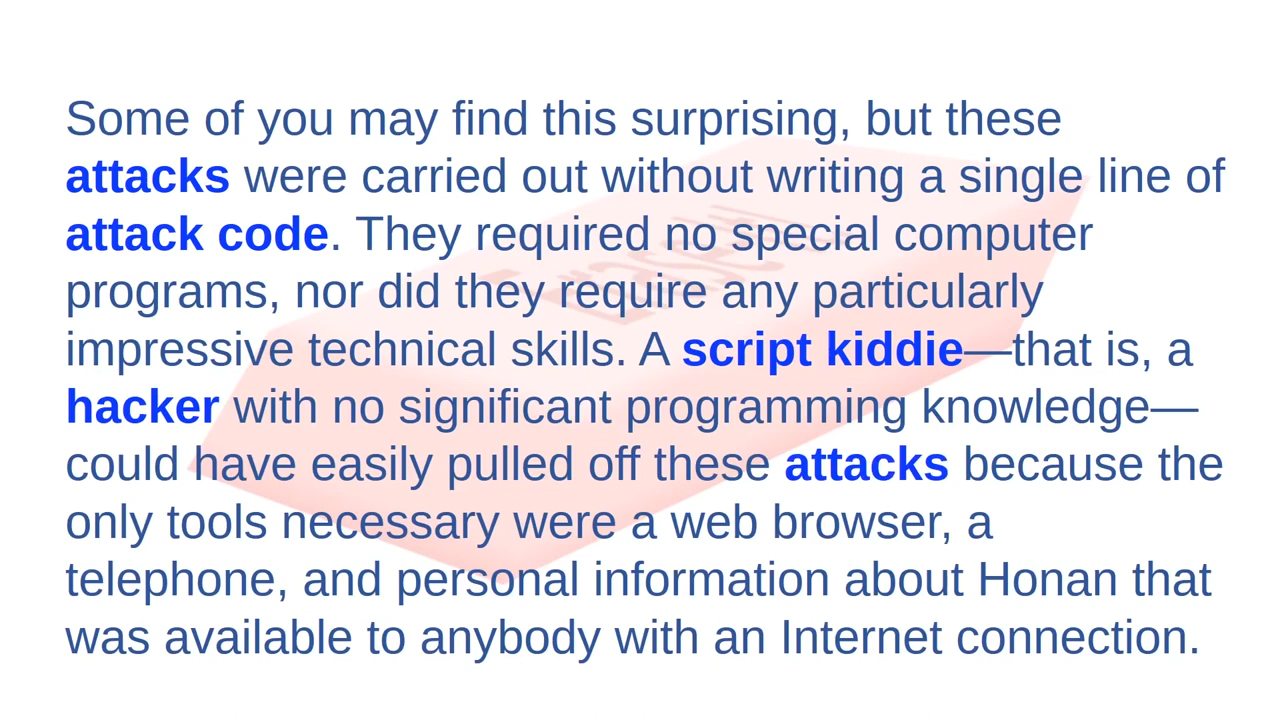 Some of you may find this surprising, but these
attacks were carried out without writing a single line of
attack code. They required no special computer
programs, nor did they require any particularly
impressive technical skills. A script kiddie—that is, a
hacker with no significant programming knowledge—
could have easily pulled off these attacks because the
only tools necessary were a web browser, a
telephone, and personal information about Honan that
was available to anybody with an Internet connection.